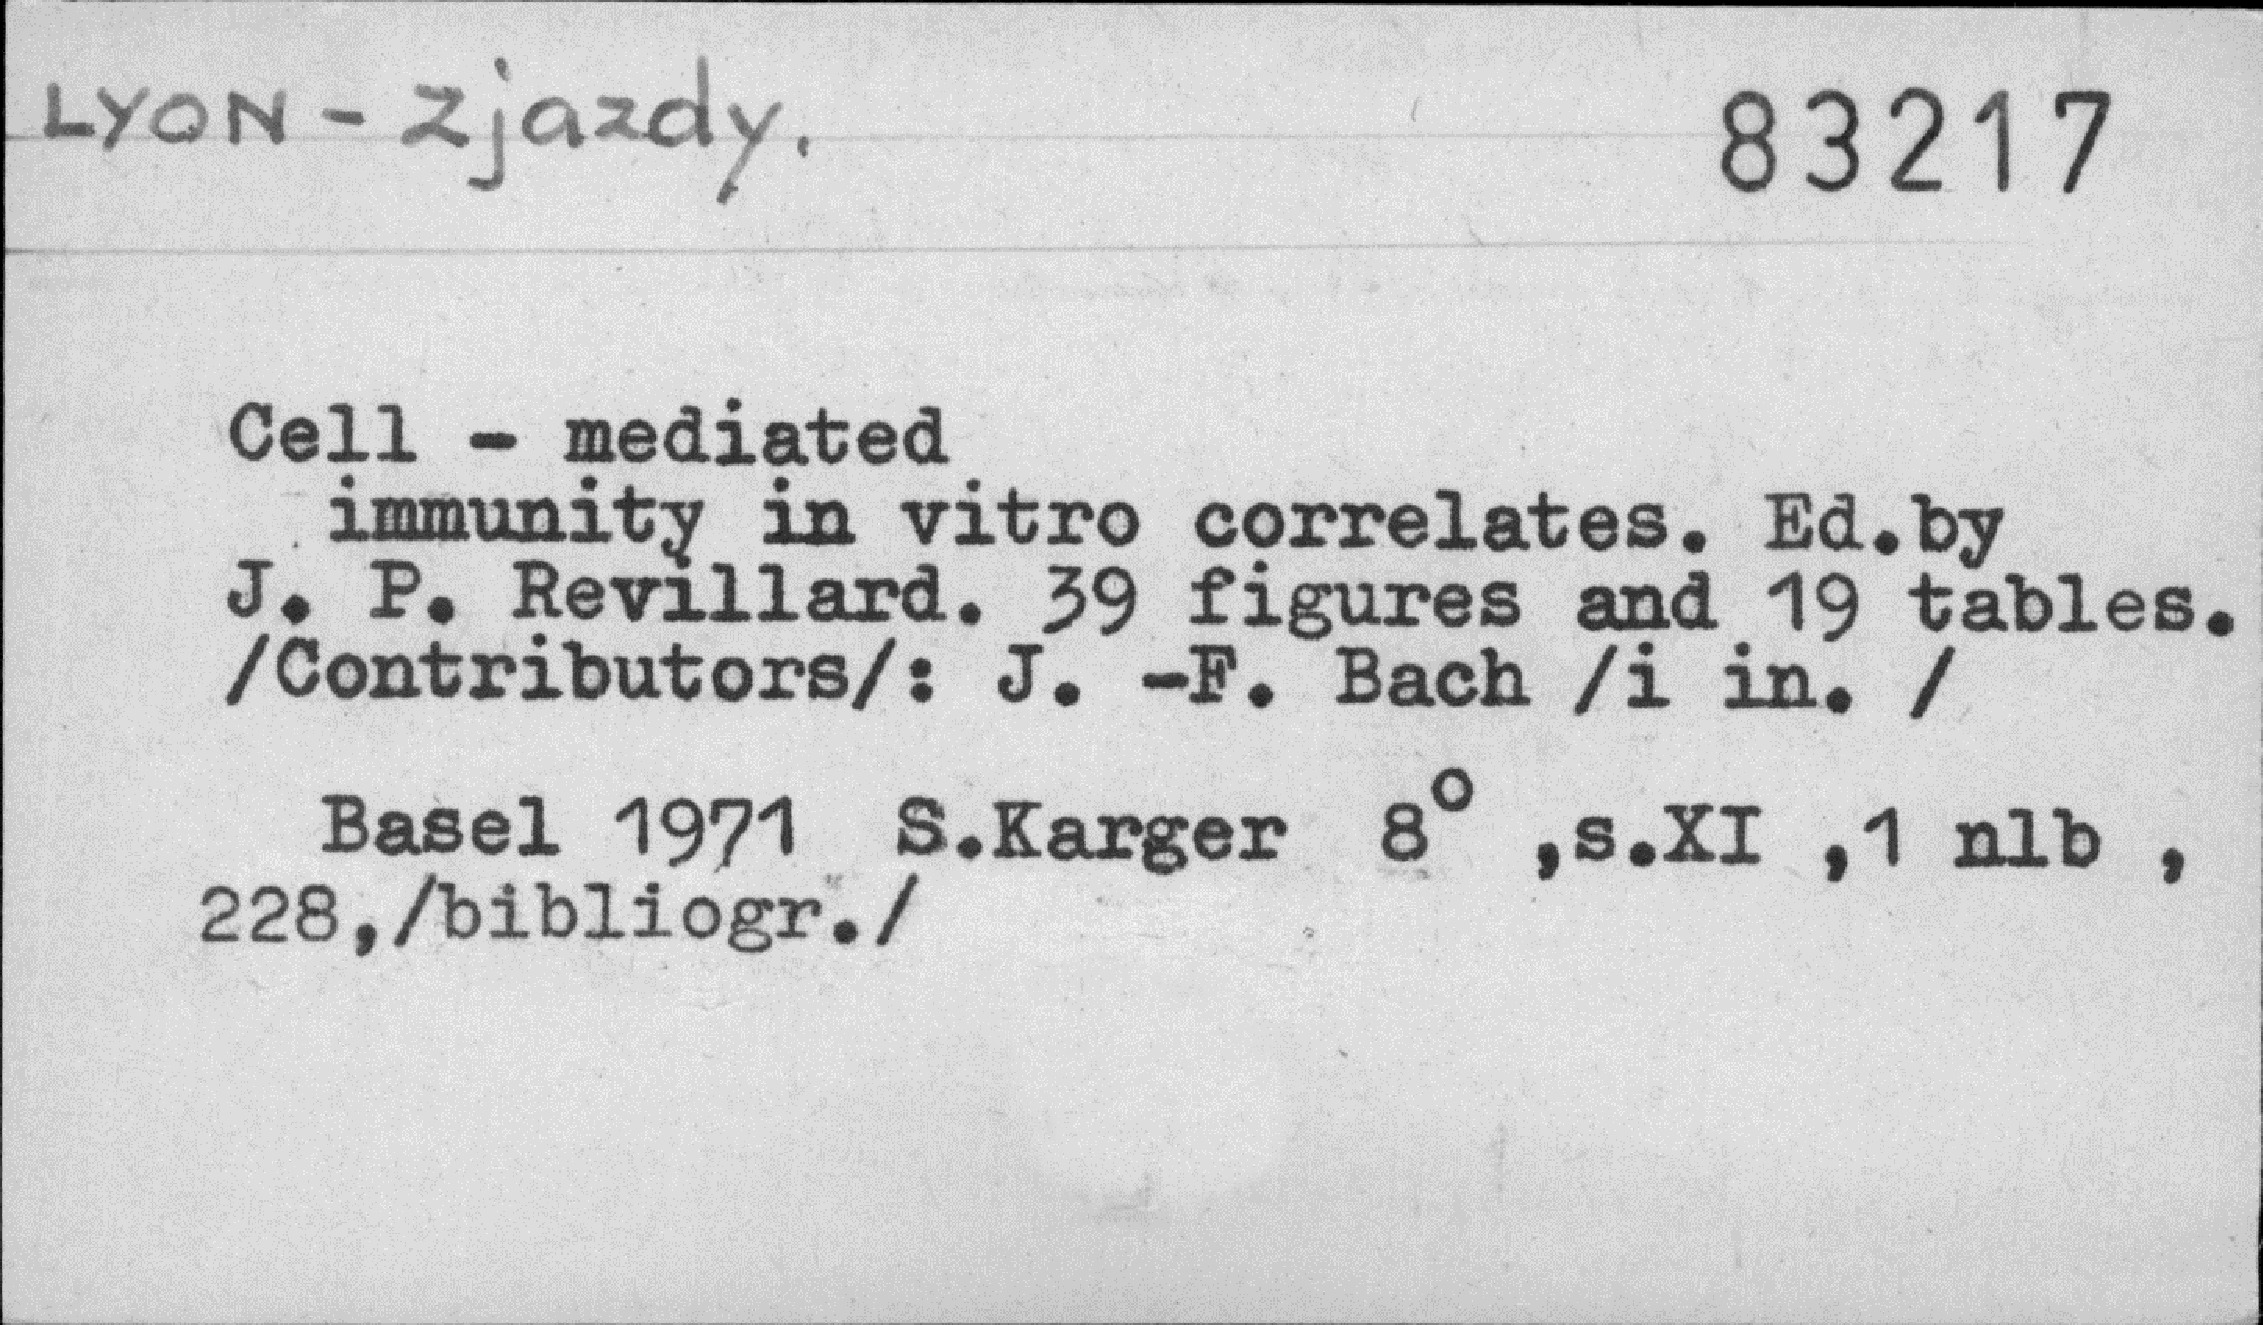 LYON - Zjazdy.
83217
Cell - mediated
immunity in vitro correlates. Ed.by
J. P. Revillard. 39 figures and 19 tables.
/Contributors/: J. -F. Bach /i in. /
Basel 1971 S.Karger 8° ,s.XI ,1 nlb ,
228,/bibliogr./